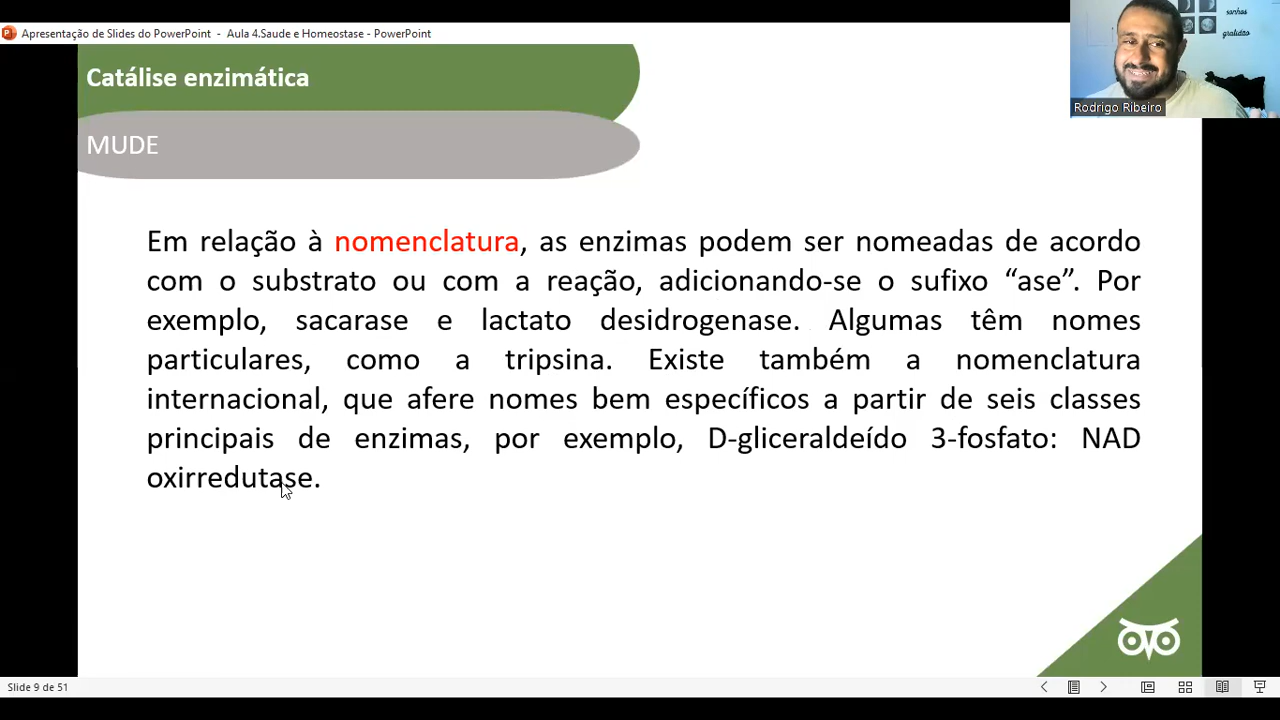 Apresentação de Slides do PowerPoint - Aula 4.Saude e Homeostase - PowerPoint
sonhos
gratidão
Rodrigo Ribeiro
Catálise enzimática
MUDE
Em relação à nomenclatura, as enzimas podem ser nomeadas de acordo
com o substrato ou com a reação, adicionando-se o sufixo “ase”. Por
exemplo, sacarase e lactato desidrogenase. Algumas têm nomes
particulares, como a tripsina. Existe também a nomenclatura
internacional, que afere nomes bem específicos a partir de seis classes
principais de enzimas, por exemplo, D-gliceraldeído 3-fosfato: NAD
oxirredutase.
Slide 9 de 51